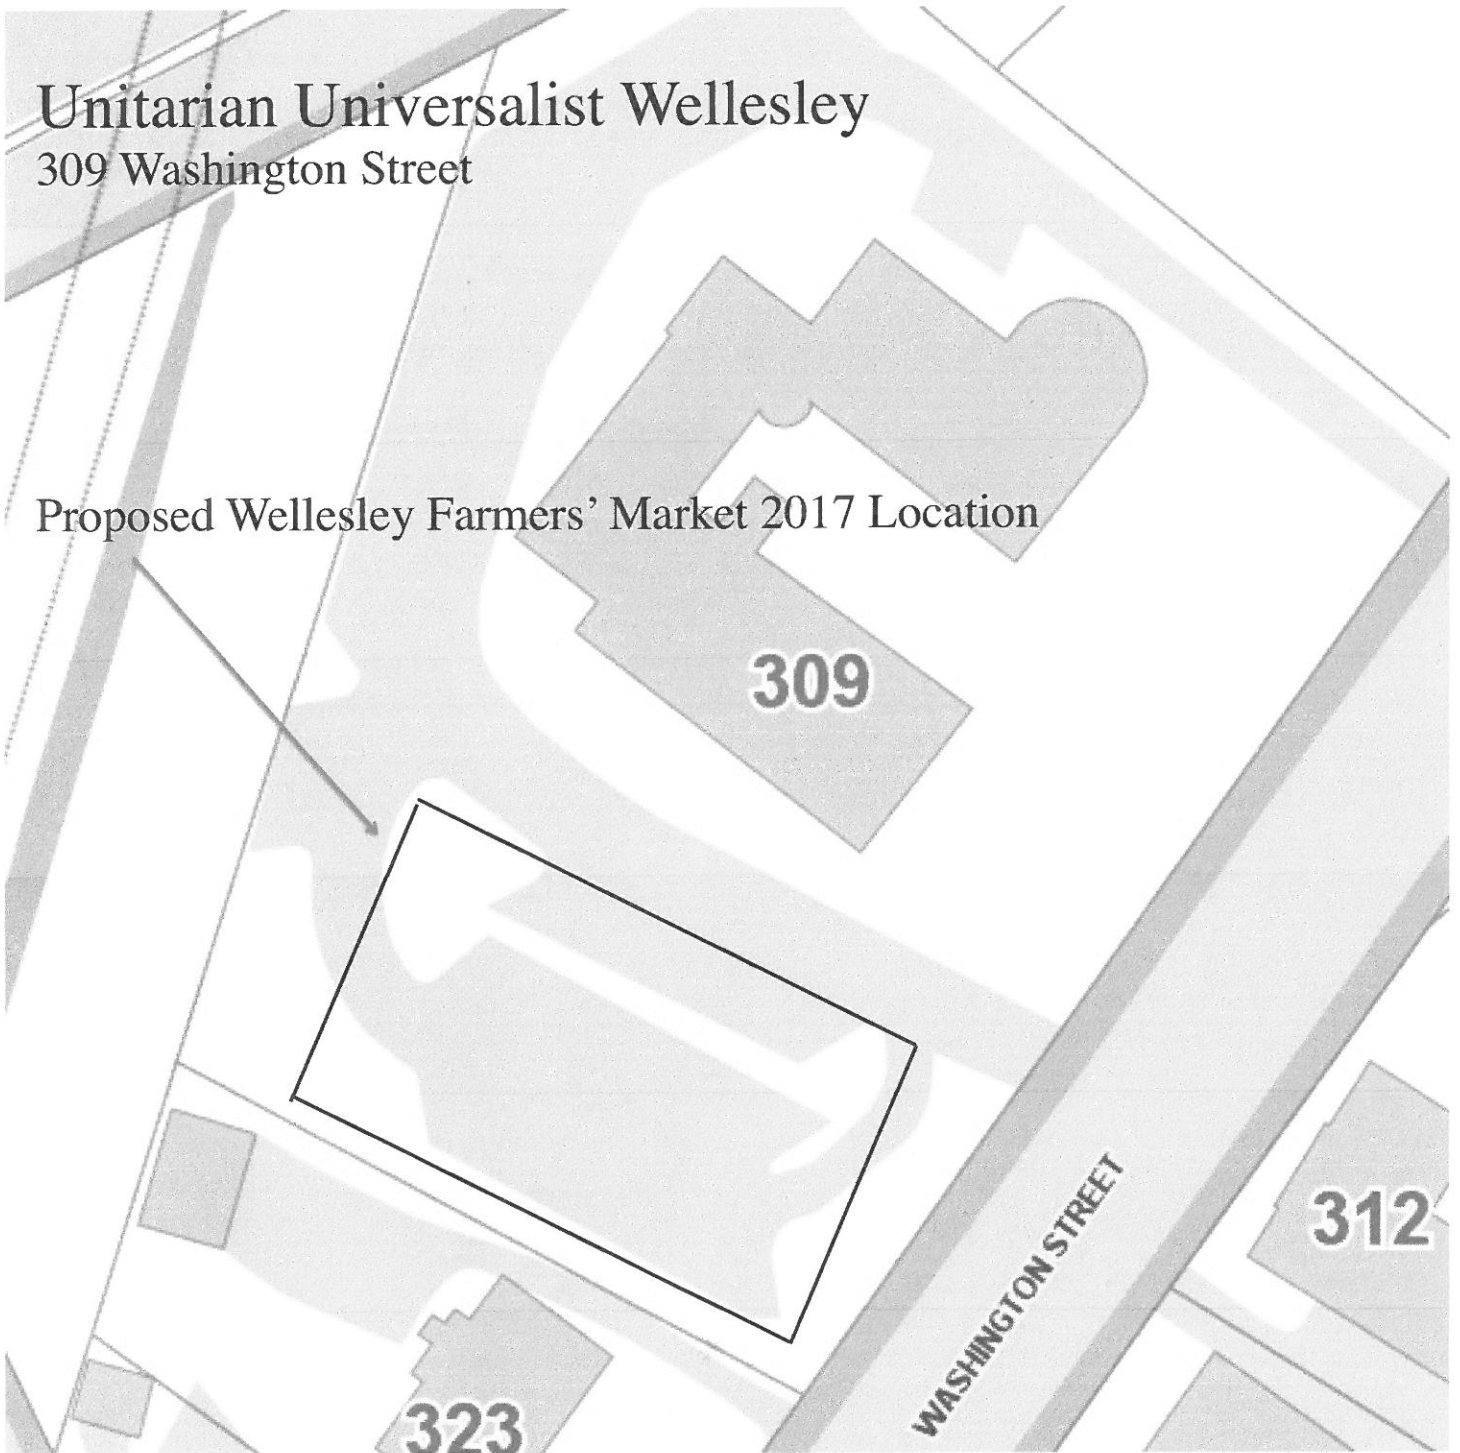 Unitarian Universalist Wellesley
309 Washington Street
Proposed Wellesley Farmers’ Market 2017 Location
309
312
WASHINGTON STREET
323